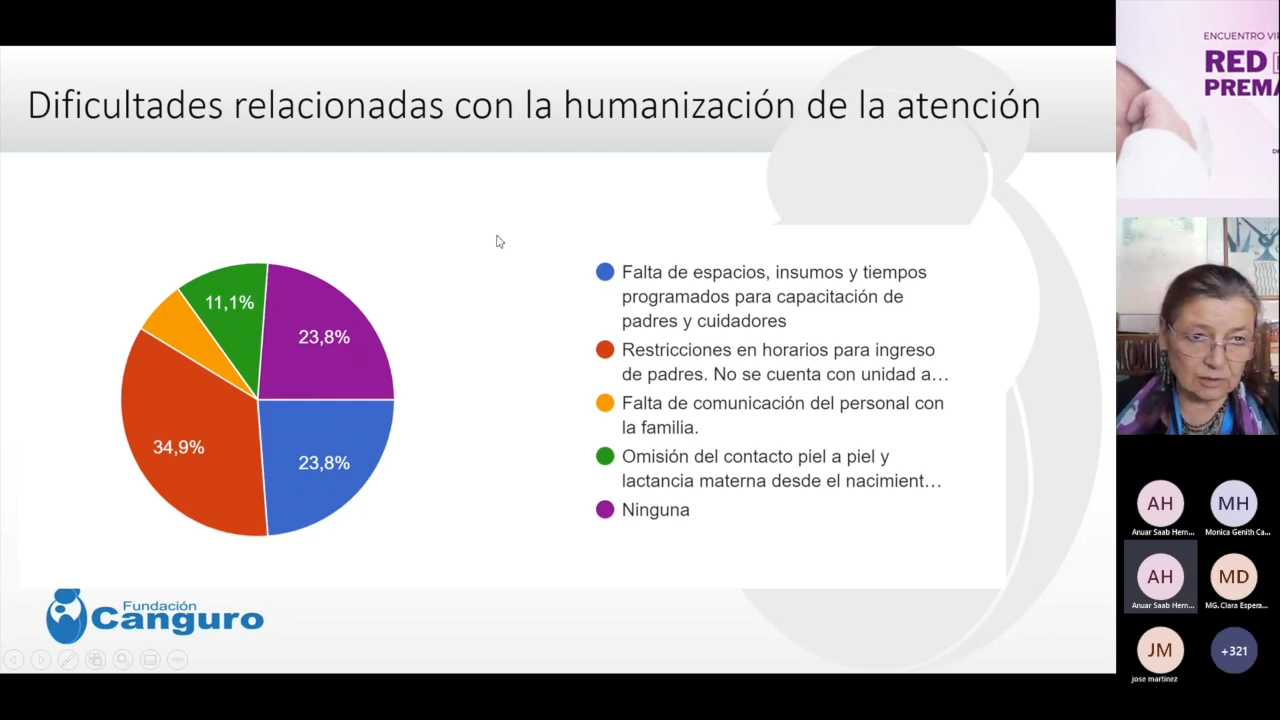 Dificultades relacionadas con la humanización de la atención
11,1%
23,8%
34,9%
23,8%
Falta de espacios, insumos y tiempos
programados para capacitación de
padres y cuidadores
Restricciones en horarios para ingreso
de padres. No se cuenta con unidad a…
Falta de comunicación del personal con
la familia.
Omisión del contacto piel a piel y
lactancia materna desde el nacimient…
Ninguna
Fundación
Canguro
ENCUENTRO
RED
PREMA
AH
MH
Anuar Saab Hern...
Monica Genith Ca...
AH
MD
Anuar Saab Hern...
MG. Clara Espera...
JM
+321
jose martinez